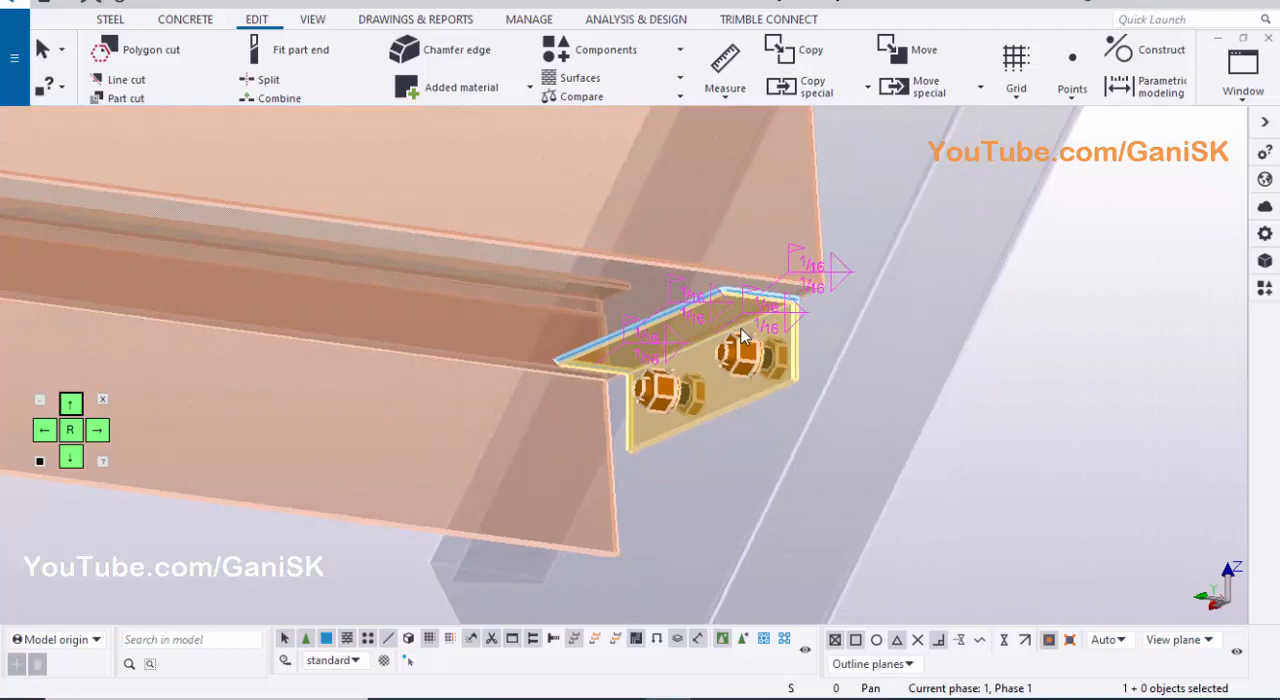 STEEL CONCRETE EDIT VIEW DRAWINGS & REPORTS MANAGE ANALYSIS & DESIGN TRIMBLE CONNECT Quick Launch
Polygon cut Fit part end Chamfer edge Components Copy Move Construct
Line cut Split Surfaces
Part cut Combine Added material Compare Measure Copy special Move special Grid Points Parametric modeling Window
YouTube.com/GaniSK
1/16
1/16
1/16
1/16
1/16
1/16
1/16
1/16
X
← R →
?
YouTube.com/GaniSK
Z
Y
Model origin Search in model Auto View plane
standard Outline planes
S 0 Pan Current phase: 1, Phase 1 1 + 0 objects selected